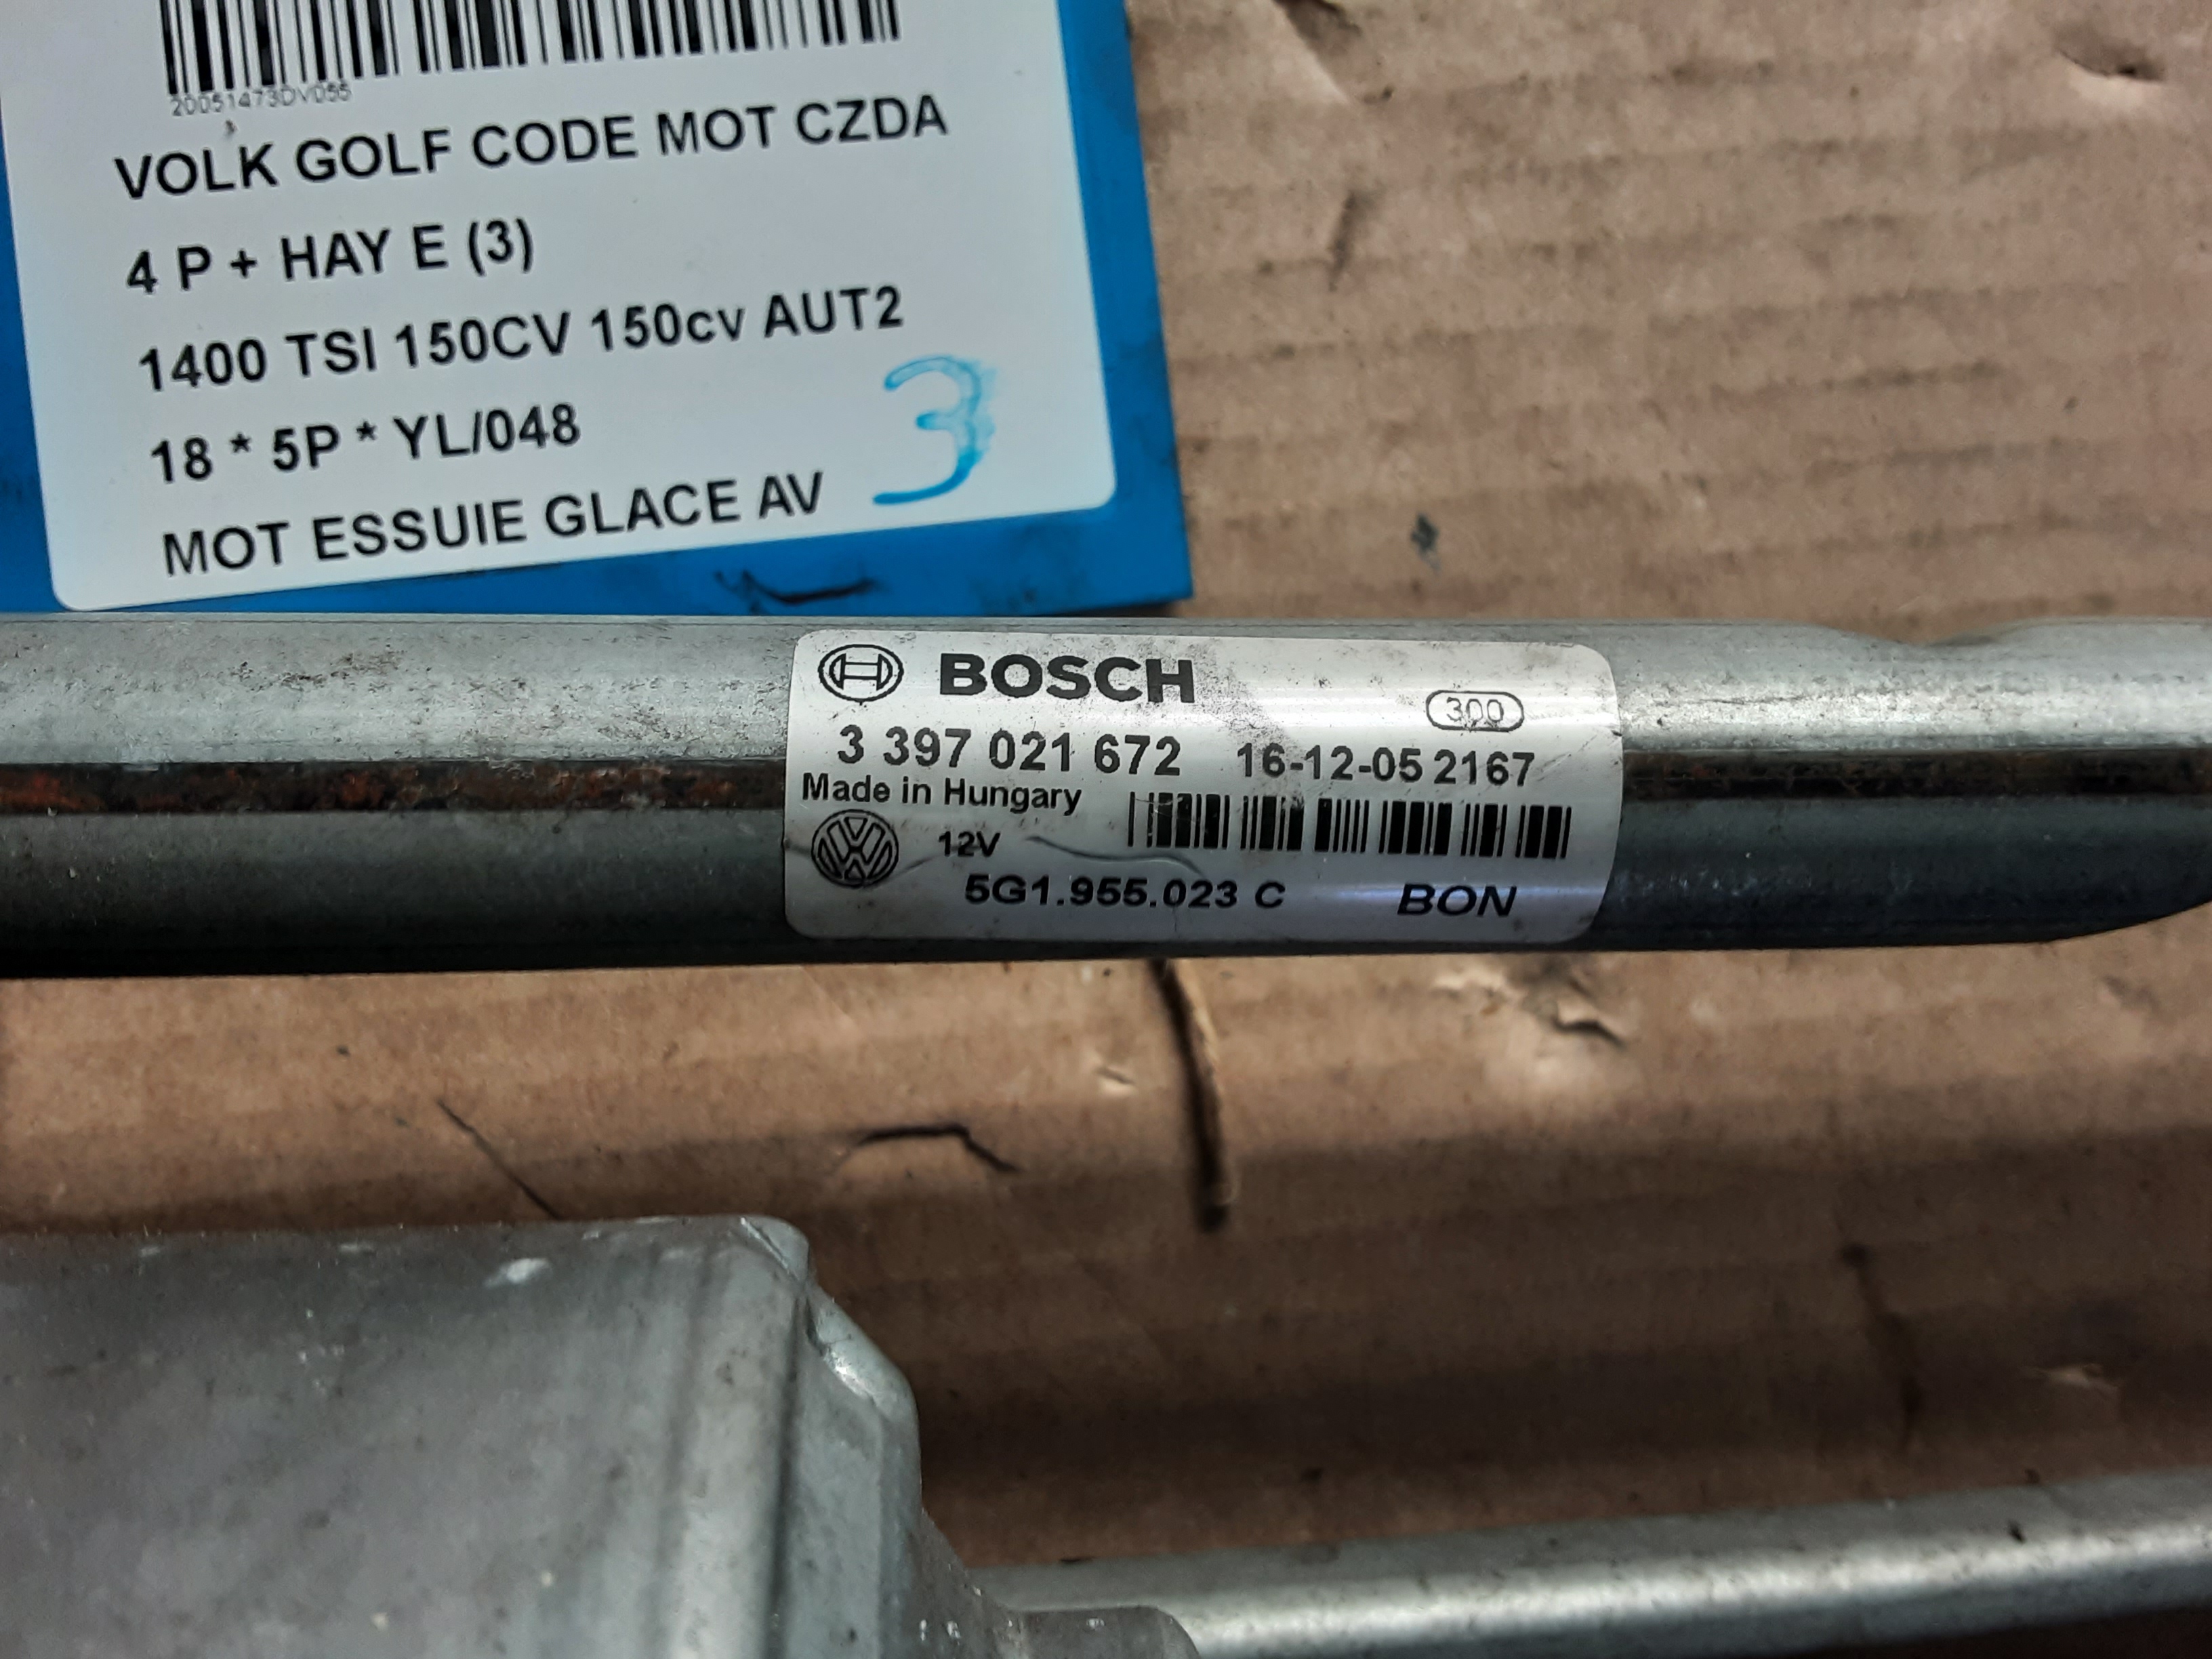 20051473DV055
VOLK GOLF CODE MOT CZDA
4 P + HAY E (3)
1400 TSI 150CV 150cv AUT2
18 * 5P * YL/048
3
MOT ESSUIE GLACE AV
BOSCH
300
3 397 021 672 16-12-05 2167
Made in Hungary
12V
5G1.955.023 C BON